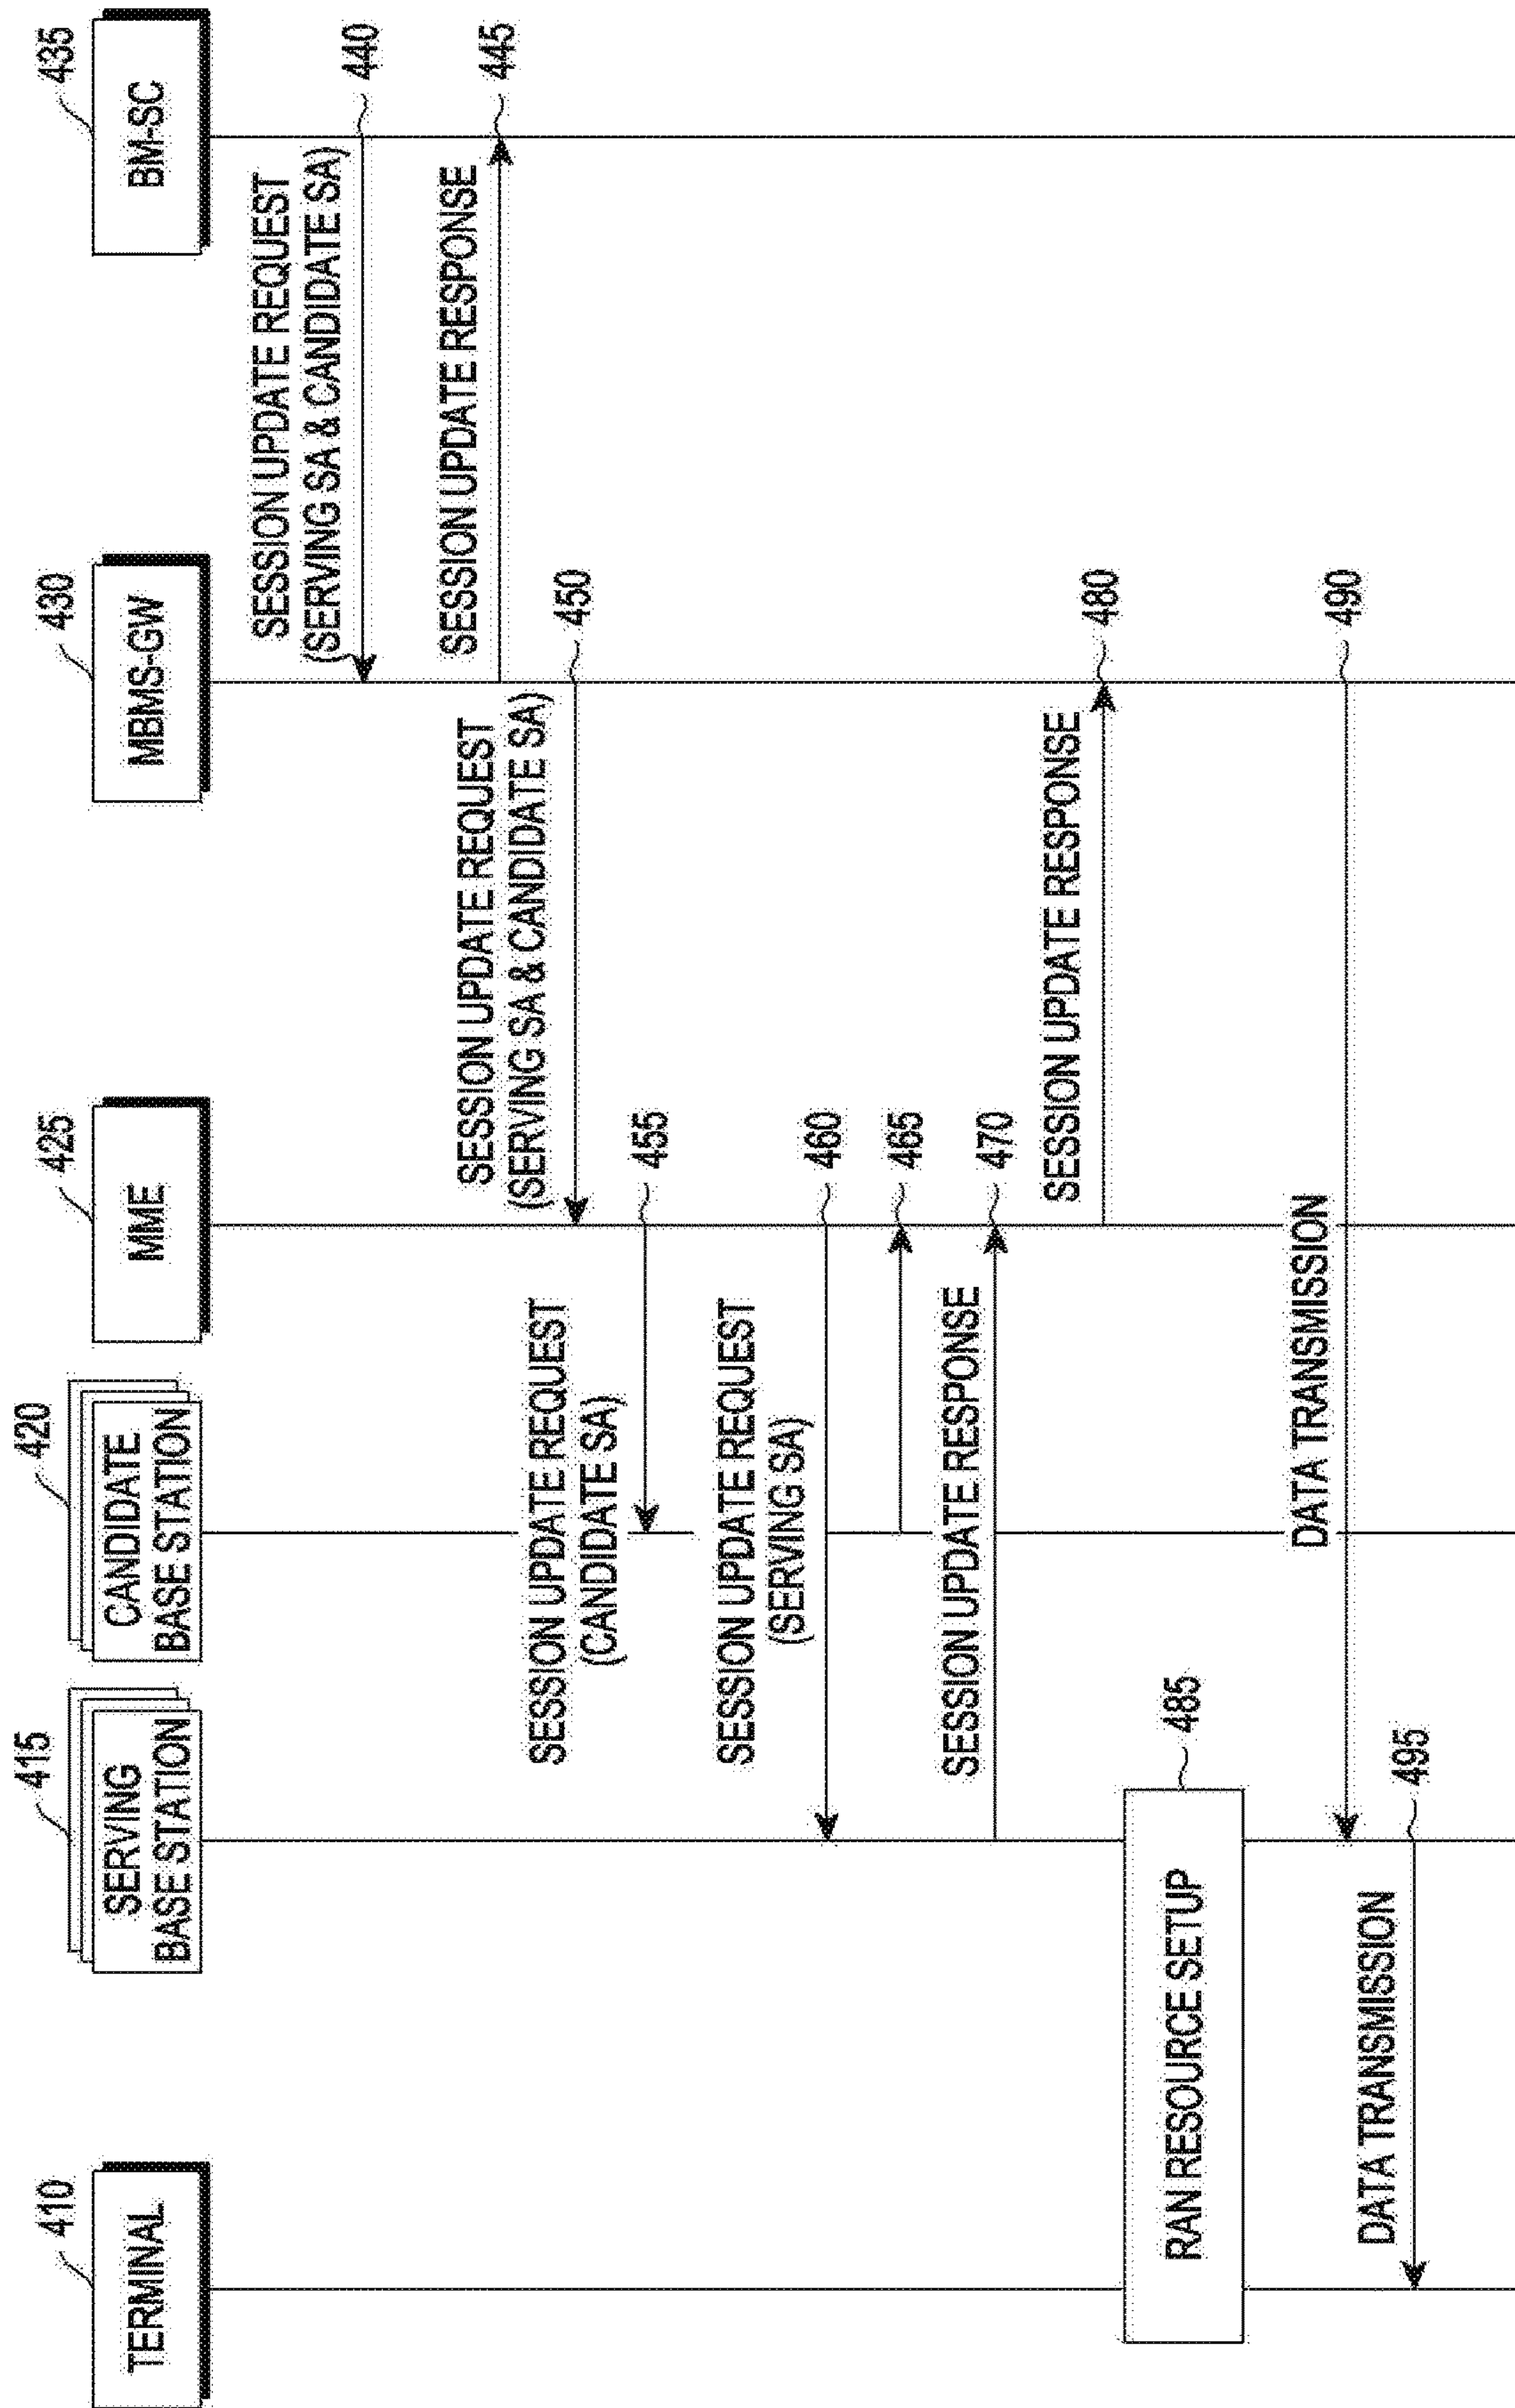 410
TERMINAL
415
SERVING
BASE STATION
420
CANDIDATE
BASE STATION
425
MME
430
MBMS-GW
435
BM-SC
SESSION UPDATE REQUEST
(SERVING SA & CANDIDATE SA)
440
SESSION UPDATE RESPONSE
445
SESSION UPDATE REQUEST
(SERVING SA & CANDIDATE SA)
450
SESSION UPDATE REQUEST
(CANDIDATE SA)
455
SESSION UPDATE REQUEST
(SERVING SA)
460
465
SESSION UPDATE RESPONSE
470
SESSION UPDATE RESPONSE
480
RAN RESOURCE SETUP
485
DATA TRANSMISSION
490
DATA TRANSMISSION
495